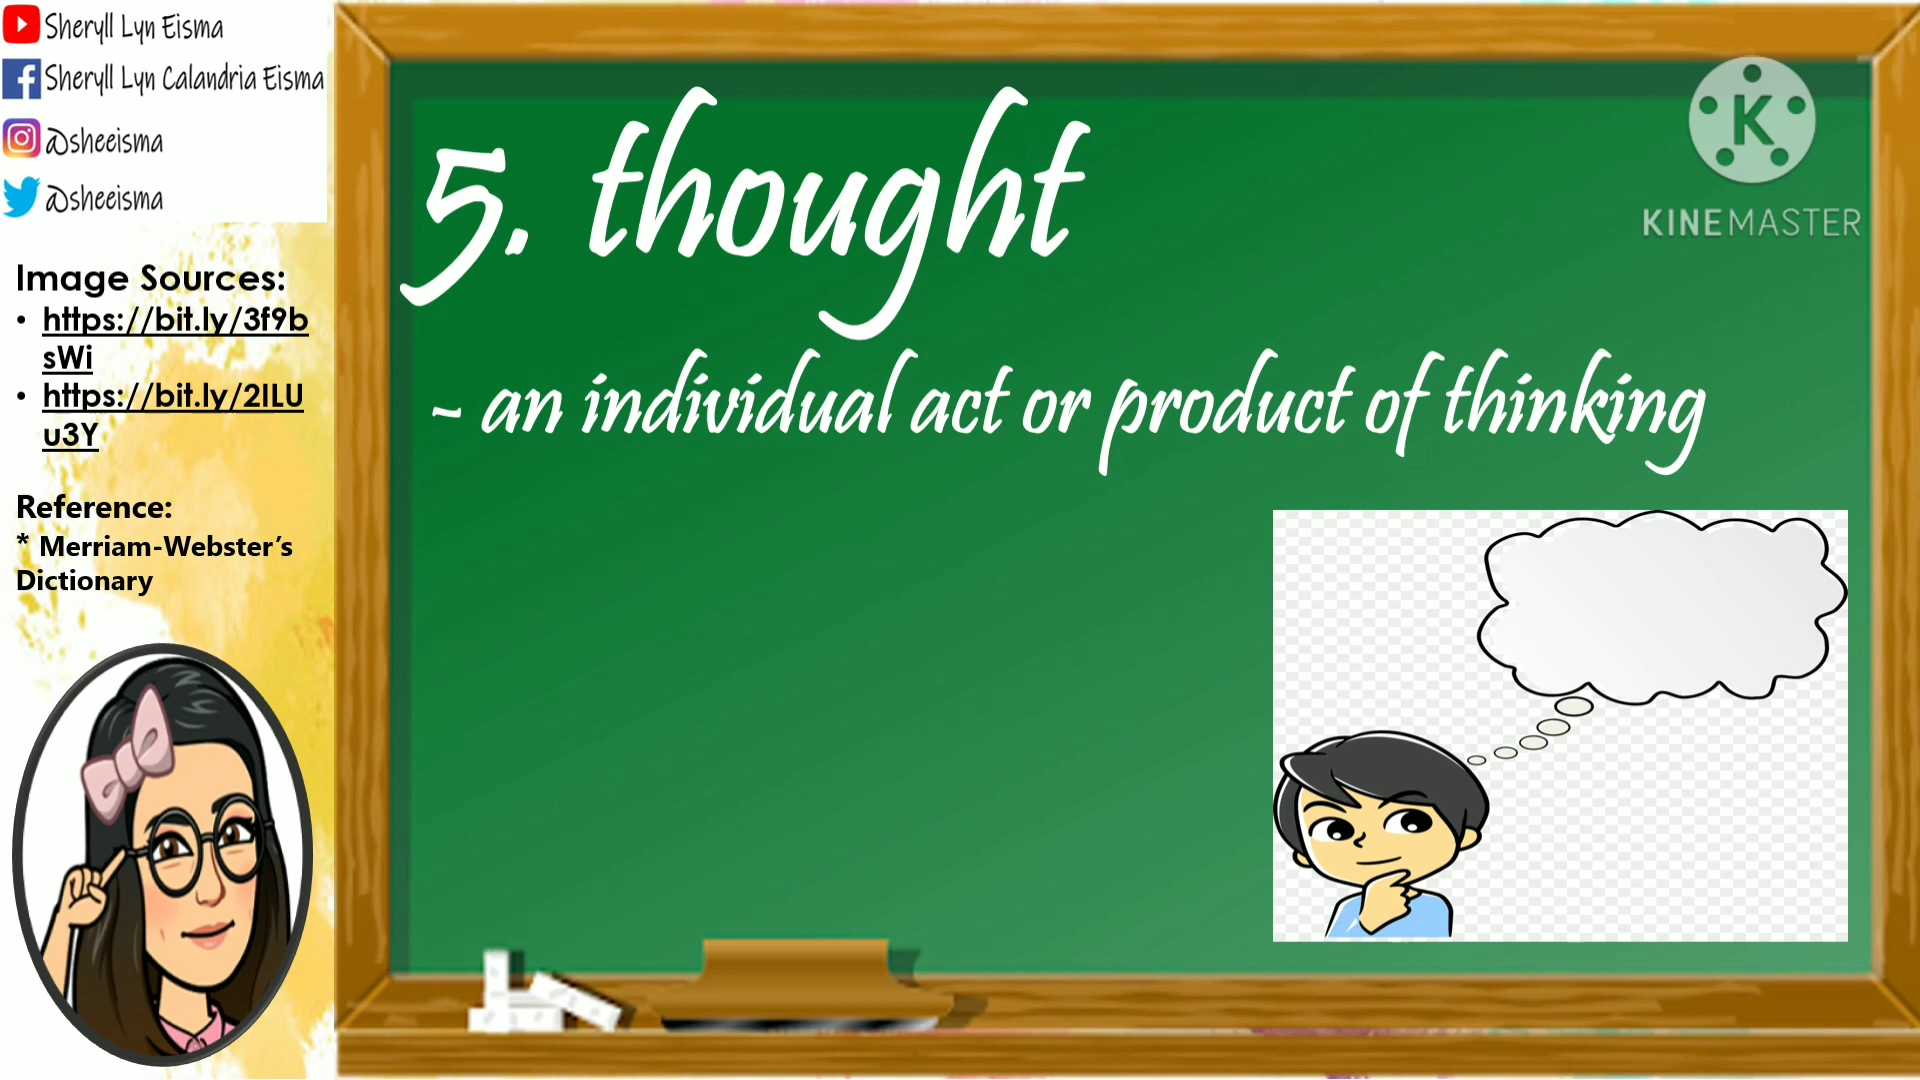 Sheryll Lyn Eisma
Sheryll Lyn Calandria Eisma
@sheeisma
@sheeisma
Image Sources:
• https://bit.ly/3f9b
sWi
• https://bit.ly/2ILU
u3Y
Reference:
* Merriam-Webster’s
Dictionary
5. thought
- an individual act or product of thinking
K
KINEMASTER